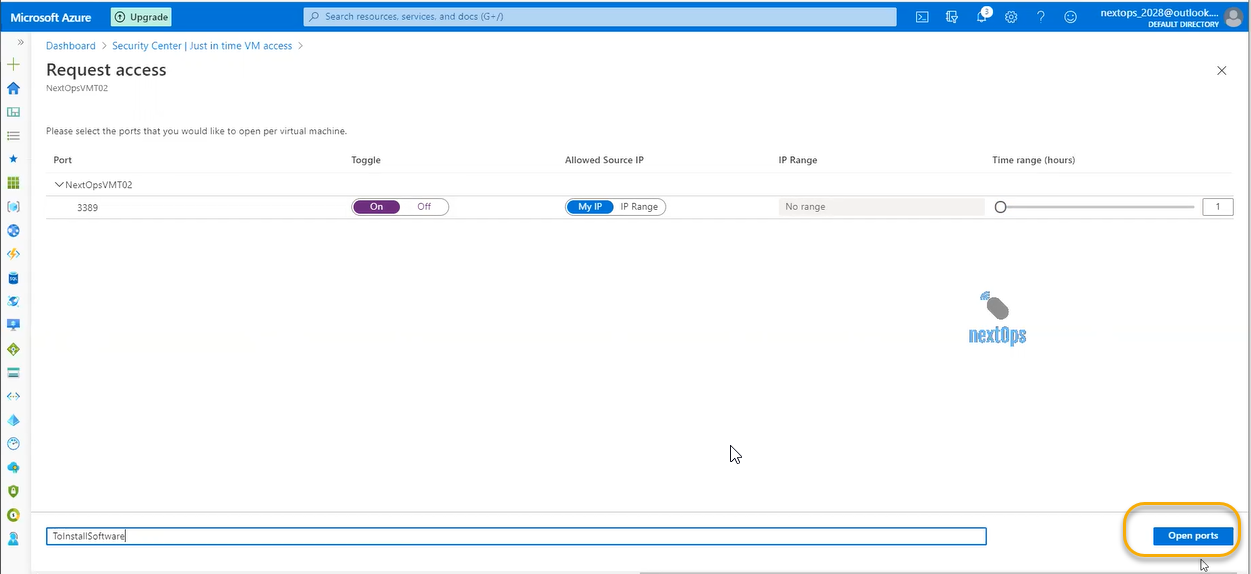 Microsoft Azure
Upgrade
Search resources, services, and docs (G+/)
3
nextops_2028@outlook....
DEFAULT DIRECTORY
Dashboard > Security Center | Just in time VM access >
Request access
NextOpsVMT02
Please select the ports that you would like to open per virtual machine.
Port Toggle Allowed Source IP IP Range Time range (hours)
NextOpsVMT02
3389 On Off My IP IP Range No range 1
nextOps
ToInstallSoftware
Open ports